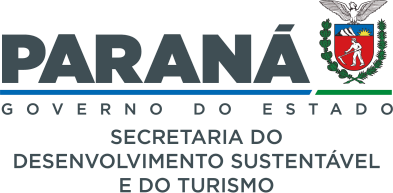 PARANÁ
GOVERNO DO ESTADO
SECRETARIA DO
DESENVOLVIMENTO SUSTENTÁVEL
E DO TURISMO